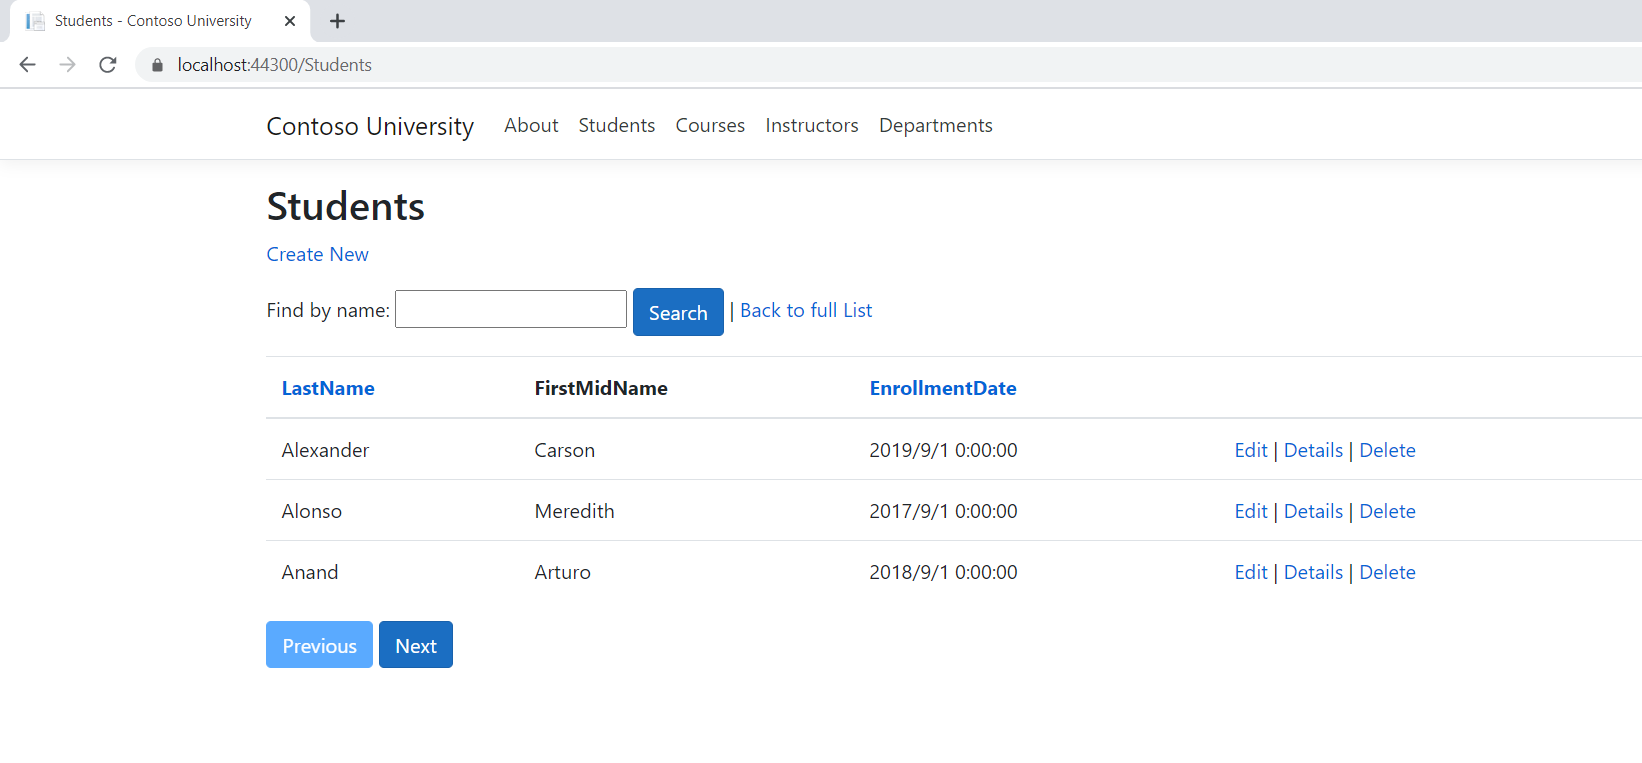 Students - Contoso University
localhost:44300/Students
Contoso University About Students Courses Instructors Departments
Students
Create New
Find by name: Search | Back to full List
LastName FirstMidName EnrollmentDate
Alexander Carson 2019/9/1 0:00:00 Edit | Details | Delete
Alonso Meredith 2017/9/1 0:00:00 Edit | Details | Delete
Anand Arturo 2018/9/1 0:00:00 Edit | Details | Delete
Previous Next